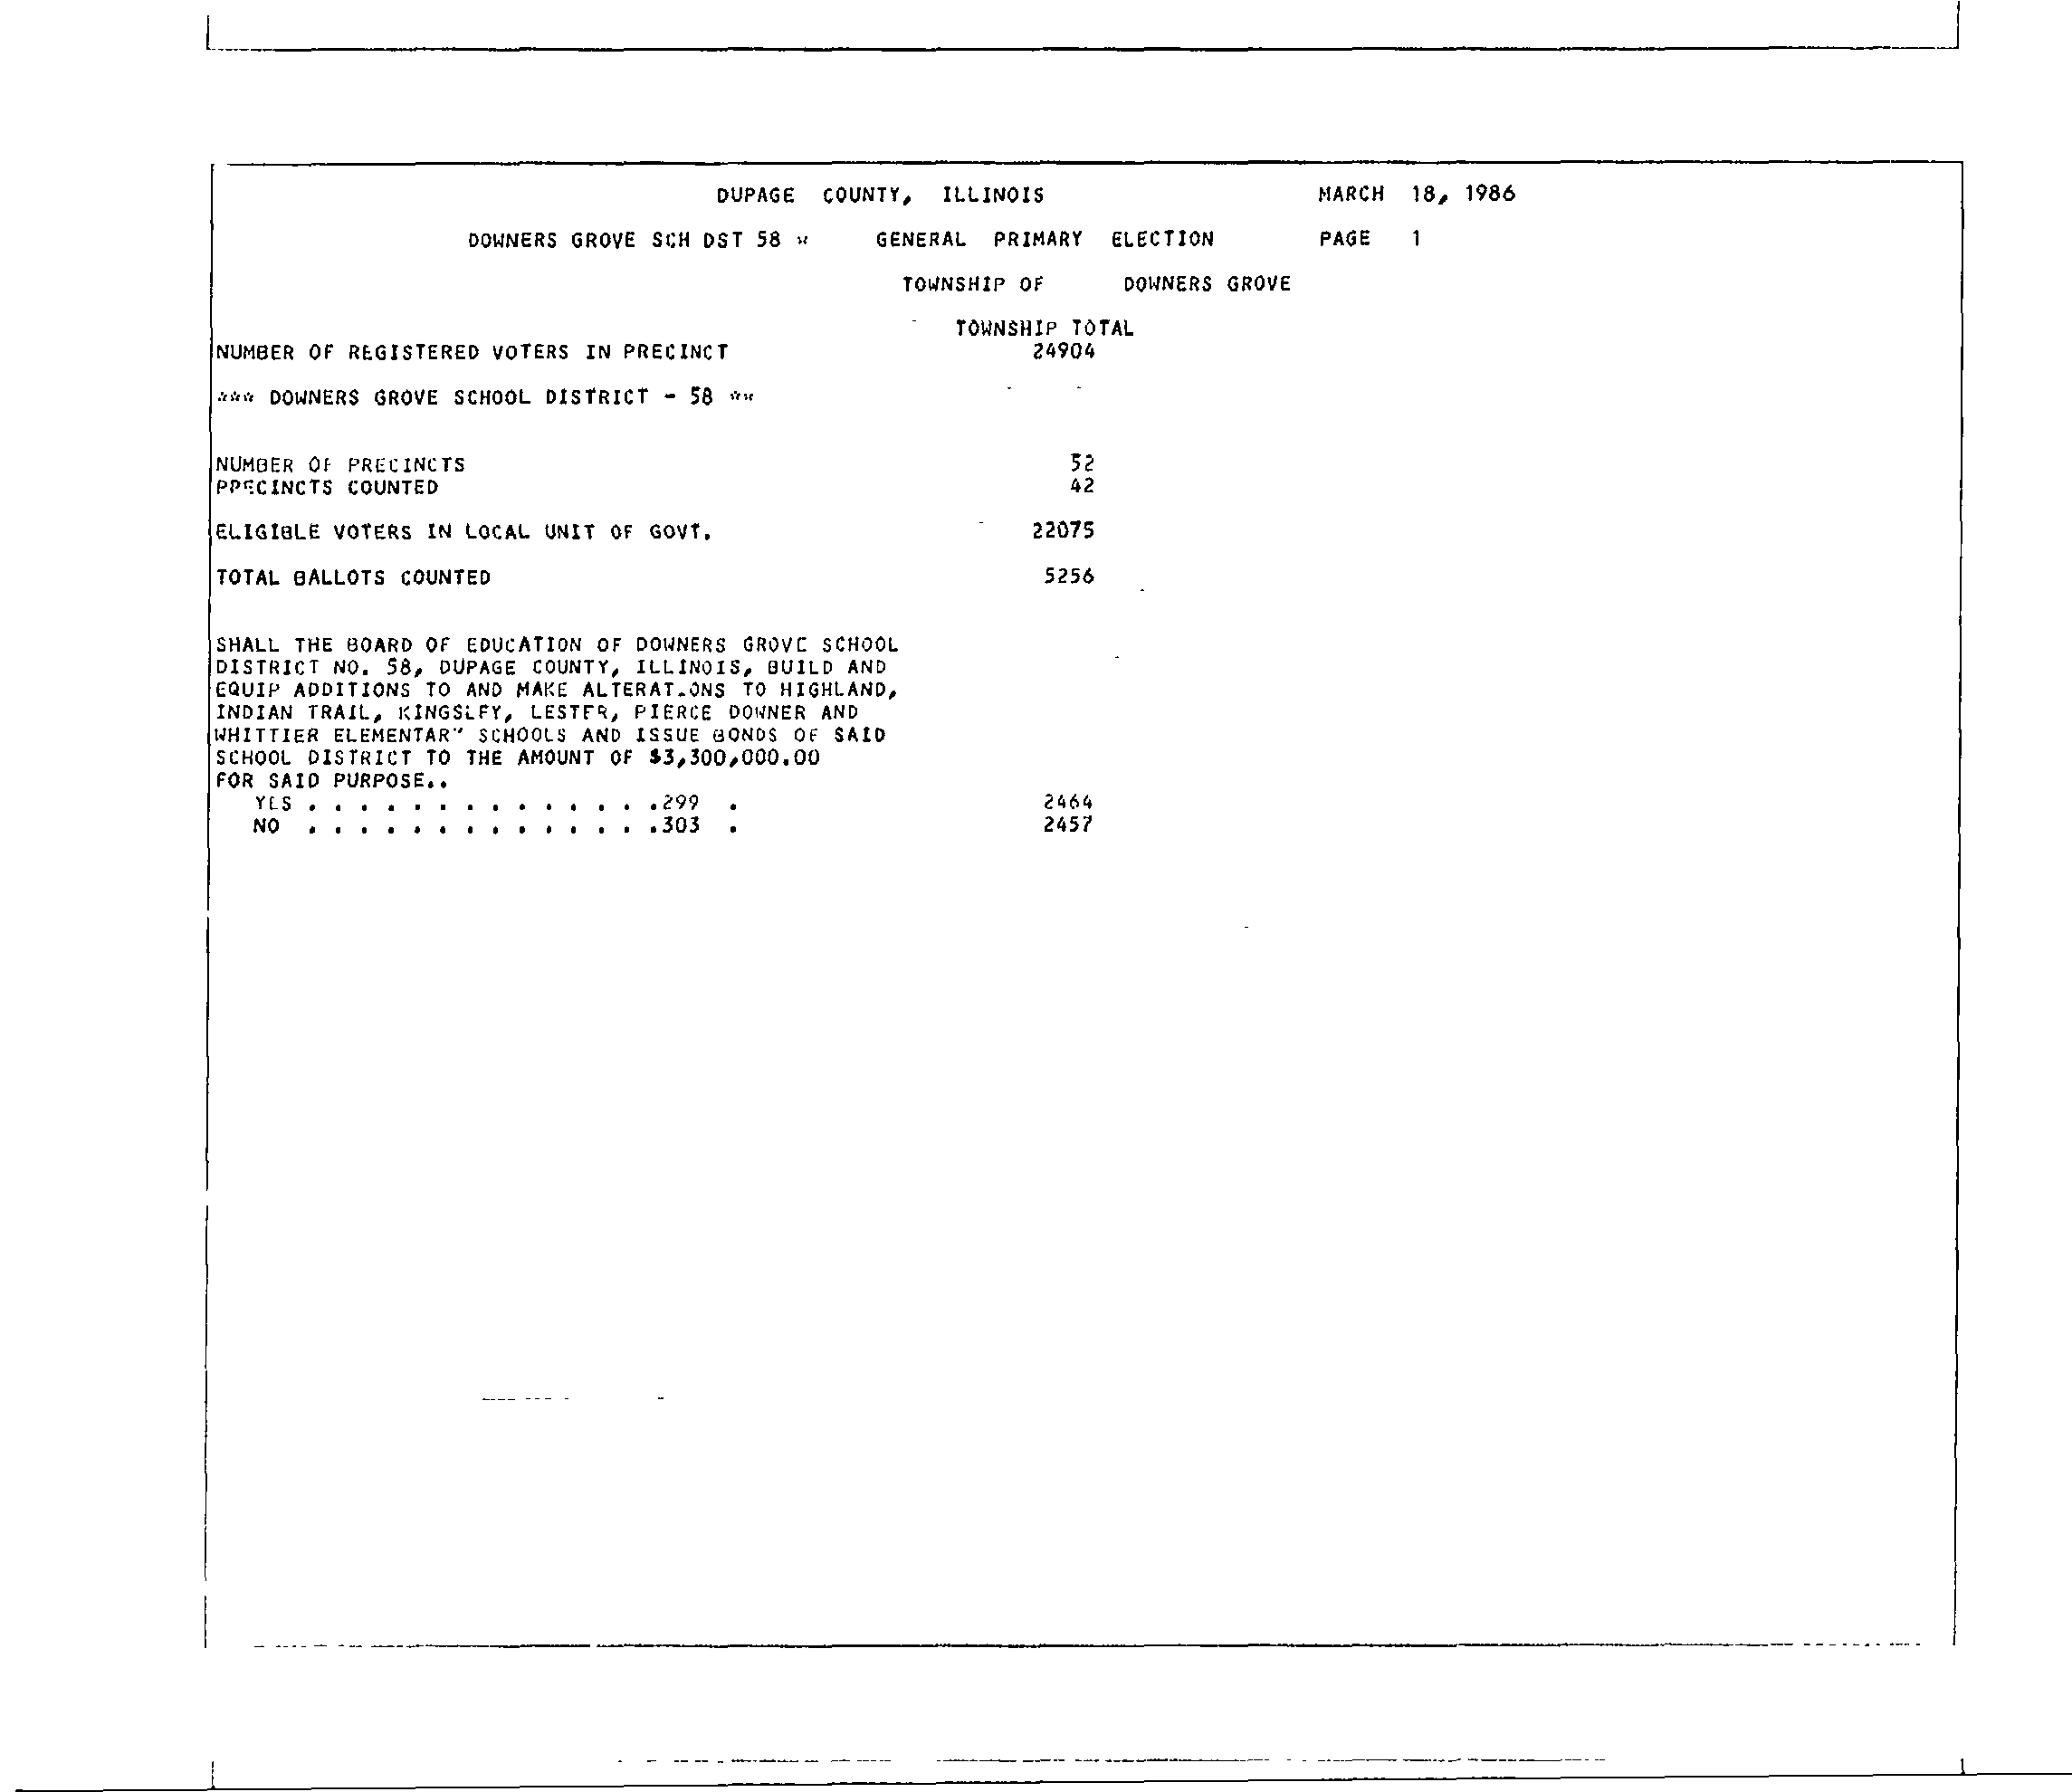 DUPAGE COUNTY, ILLINOIS MARCH 18, 1986
DOWNERS GROVE SCH DST 58 * GENERAL PRIMARY ELECTION PAGE 1
TOWNSHIP OF DOWNERS GROVE
TOWNSHIP TOTAL
NUMBER OF REGISTERED VOTERS IN PRECINCT 24904
*** DOWNERS GROVE SCHOOL DISTRICT - 58 **
NUMBER OF PRECINCTS 52
PRECINCTS COUNTED 42
ELIGIBLE VOTERS IN LOCAL UNIT OF GOVT. 22075
TOTAL BALLOTS COUNTED 5256
SHALL THE BOARD OF EDUCATION OF DOWNERS GROVE SCHOOL
DISTRICT NO. 58, DUPAGE COUNTY, ILLINOIS, BUILD AND
EQUIP ADDITIONS TO AND MAKE ALTERATIONS TO HIGHLAND,
INDIAN TRAIL, KINGSLEY, LESTER, PIERCE DOWNER AND
WHITTIER ELEMENTARY SCHOOLS AND ISSUE BONDS OF SAID
SCHOOL DISTRICT TO THE AMOUNT OF $3,300,000.00
FOR SAID PURPOSE..
YES . . . . . . . . . . . . . .299 . 2464
NO . . . . . . . . . . . . . .303 . 2457